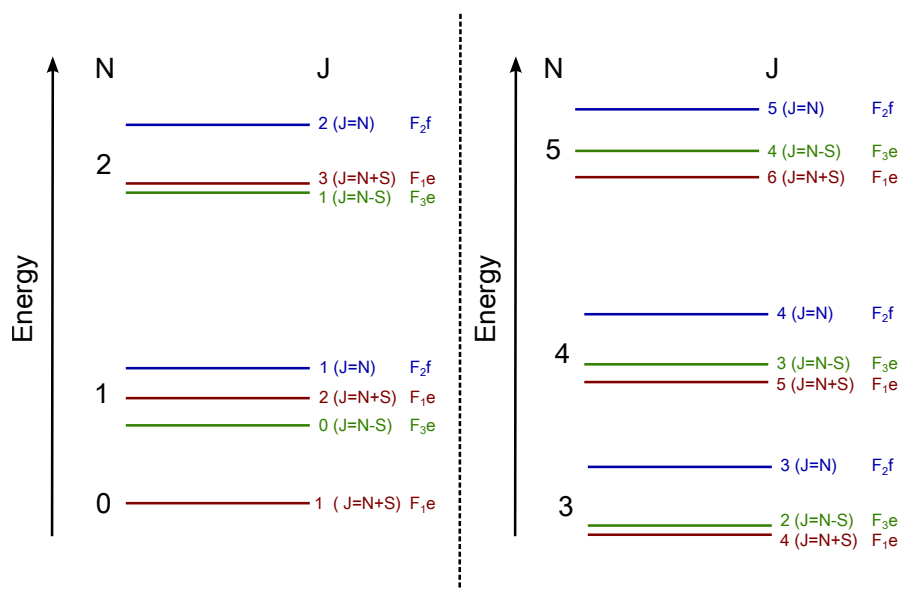 N J
Energy
2
2 (J=N) F₂f
3 (J=N+S) F₁e
1 (J=N-S) F₃e
1
1 (J=N) F₂f
2 (J=N+S) F₁e
0 (J=N-S) F₃e
0
1 ( J=N+S) F₁e
N J
Energy
5
5 (J=N) F₂f
4 (J=N-S) F₃e
6 (J=N+S) F₁e
4
4 (J=N) F₂f
3 (J=N-S) F₃e
5 (J=N+S) F₁e
3
3 (J=N) F₂f
2 (J=N-S) F₃e
4 (J=N+S) F₁e